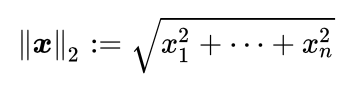 ‖𝒙‖₂ := √(x₁² + ⋯ + xₙ²)